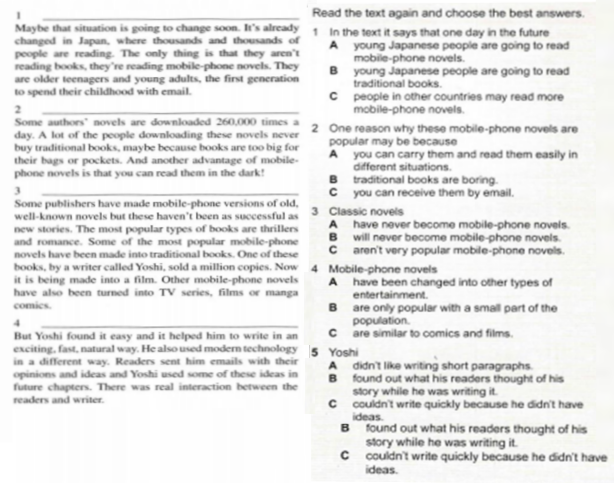 1
Maybe that situation is going to change soon. It's already
changed in Japan, where thousands and thousands of
people are reading. The only thing is that they aren't
reading books, they're reading mobile-phone novels. They
are older teenagers and young adults, the first generation
to spend their childhood with email.
2
Some authors' novels are downloaded 260,000 times a
day. A lot of the people downloading these novels never
buy traditional books, maybe because books are too big for
their bags or pockets. And another advantage of mobile-
phone novels is that you can read them in the dark!
3
Some publishers have made mobile-phone versions of old,
well-known novels but these haven't been as successful as
new stories. The most popular types of books are thrillers
and romance. Some of the most popular mobile-phone
novels have been made into traditional books. One of these
books, by a writer called Yoshi, sold a million copies. Now
it is being made into a film. Other mobile-phone novels
have also been turned into TV series, films or manga
comics.
4
But Yoshi found it easy and it helped him to write in an
exciting, fast, natural way. He also used modern technology
in a different way. Readers sent him emails with their
opinions and ideas and Yoshi used some of these ideas in
future chapters. There was real interaction between the
readers and writer.
Read the text again and choose the best answers.
1 In the text it says that one day in the future
A young Japanese people are going to read
mobile-phone novels.
B young Japanese people are going to read
traditional books.
C people in other countries may read more
mobile-phone novels.
2 One reason why these mobile-phone novels are
popular may be because
A you can carry them and read them easily in
different situations.
B traditional books are boring.
C you can receive them by email.
3 Classic novels
A have never become mobile-phone novels.
B will never become mobile-phone novels.
C aren't very popular mobile-phone novels.
4 Mobile-phone novels
A have been changed into other types of
entertainment.
B are only popular with a small part of the
population.
C are similar to comics and films.
5 Yoshi
A didn't like writing short paragraphs.
B found out what his readers thought of his
story while he was writing it.
C couldn't write quickly because he didn't have
ideas.
B found out what his readers thought of his
story while he was writing it.
C couldn't write quickly because he didn't have
ideas.